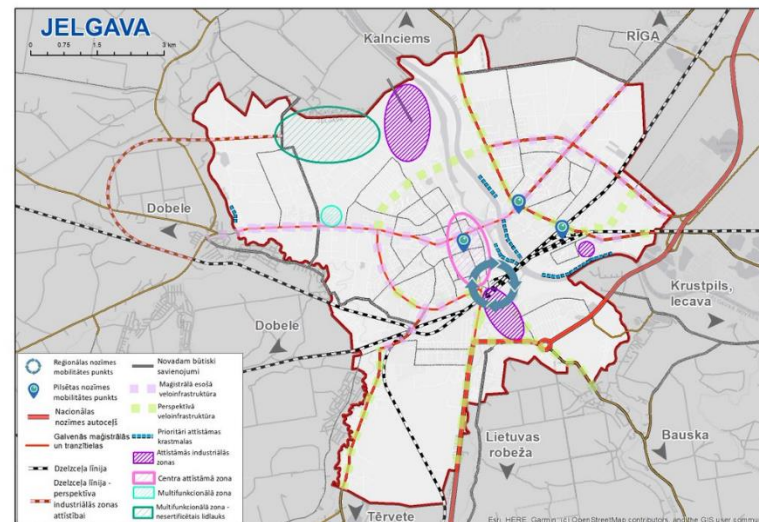 JELGAVA
0 0.75 1.5 3 km
Kalnciems
RĪGA
Dobele
Krustpils,
Iecava
Dobele
Bauska
Lietuvas
robeža
Tērvete
Reģionālas nozīmes
mobilitātes punkts
Pilsētas nozīmes
mobilitātes punkts
Nacionālas
nozīmes autoceļš
Galvenās maģistrālās
un tranzītielas
Dzelzceļa līnija
Dzelzceļa līnija -
perspektīva
industriālās zonas
attīstībai
Novadam būtiski
savienojumi
Maģistrālā esošā
veloinfrastruktūra
Perspektīvā
veloinfrastruktūra
Prioritāri attīstāmas
krastmalas
Attīstāmās industriālās
zonas
Centra attīstāmā zona
Multifunkcionālā zona
Multifunkcionālā zona -
nesertificētais lidlauks
Esri, HERE, Garmin, (c) OpenStreetMap contributors, and the GIS user commu